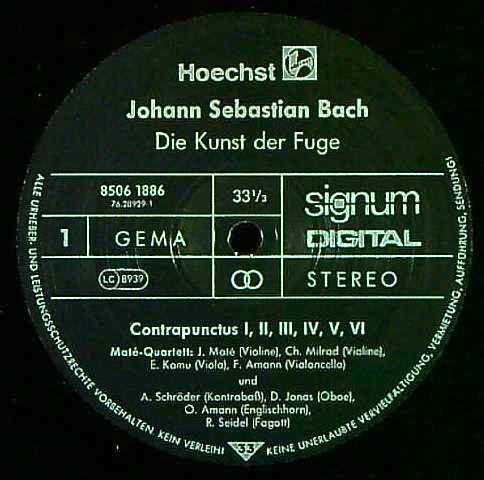 Hoechst
Johann Sebastian Bach
Die Kunst der Fuge
8506 1886
76.28929-1
33 1/3
signum
DIGITAL
1
GEMA
LC 8939
STEREO
Contrapunctus I, II, III, IV, V, VI
Maté-Quartett: J. Maté (Violine), Ch. Milrad (Violine),
E. Kamu (Viola), F. Amann (Violoncello)
und
A. Schröder (Kontrabaß), D. Jonas (Oboe),
O. Amann (Englischhorn),
R. Seidel (Fagott)
ALLE URHEBER- UND LEISTUNGSSCHUTZRECHTE VORBEHALTEN KEIN VERLEIH! 33 KEINE UNERLAUBTE VERVIELFÄLTIGUNG, VERMIETUNG, AUFFÜHRUNG, SENDUNG!